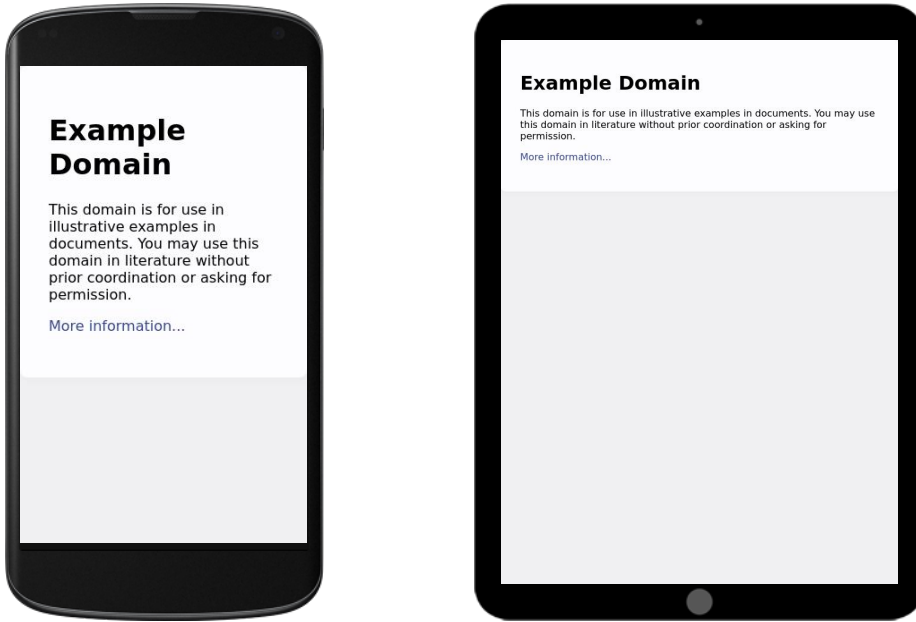 Example
Domain
This domain is for use in
illustrative examples in
documents. You may use this
domain in literature without
prior coordination or asking for
permission.
More information...
Example Domain
This domain is for use in illustrative examples in documents. You may use
this domain in literature without prior coordination or asking for
permission.
More information...